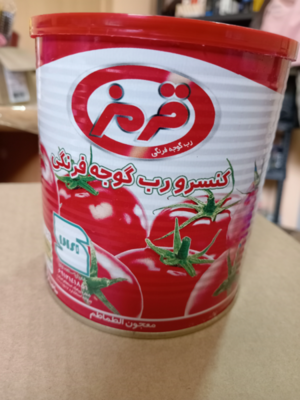 قرمز
رب گوجه فرنگی
کنسرو رب گوجه فرنگی
معجون الطماطم